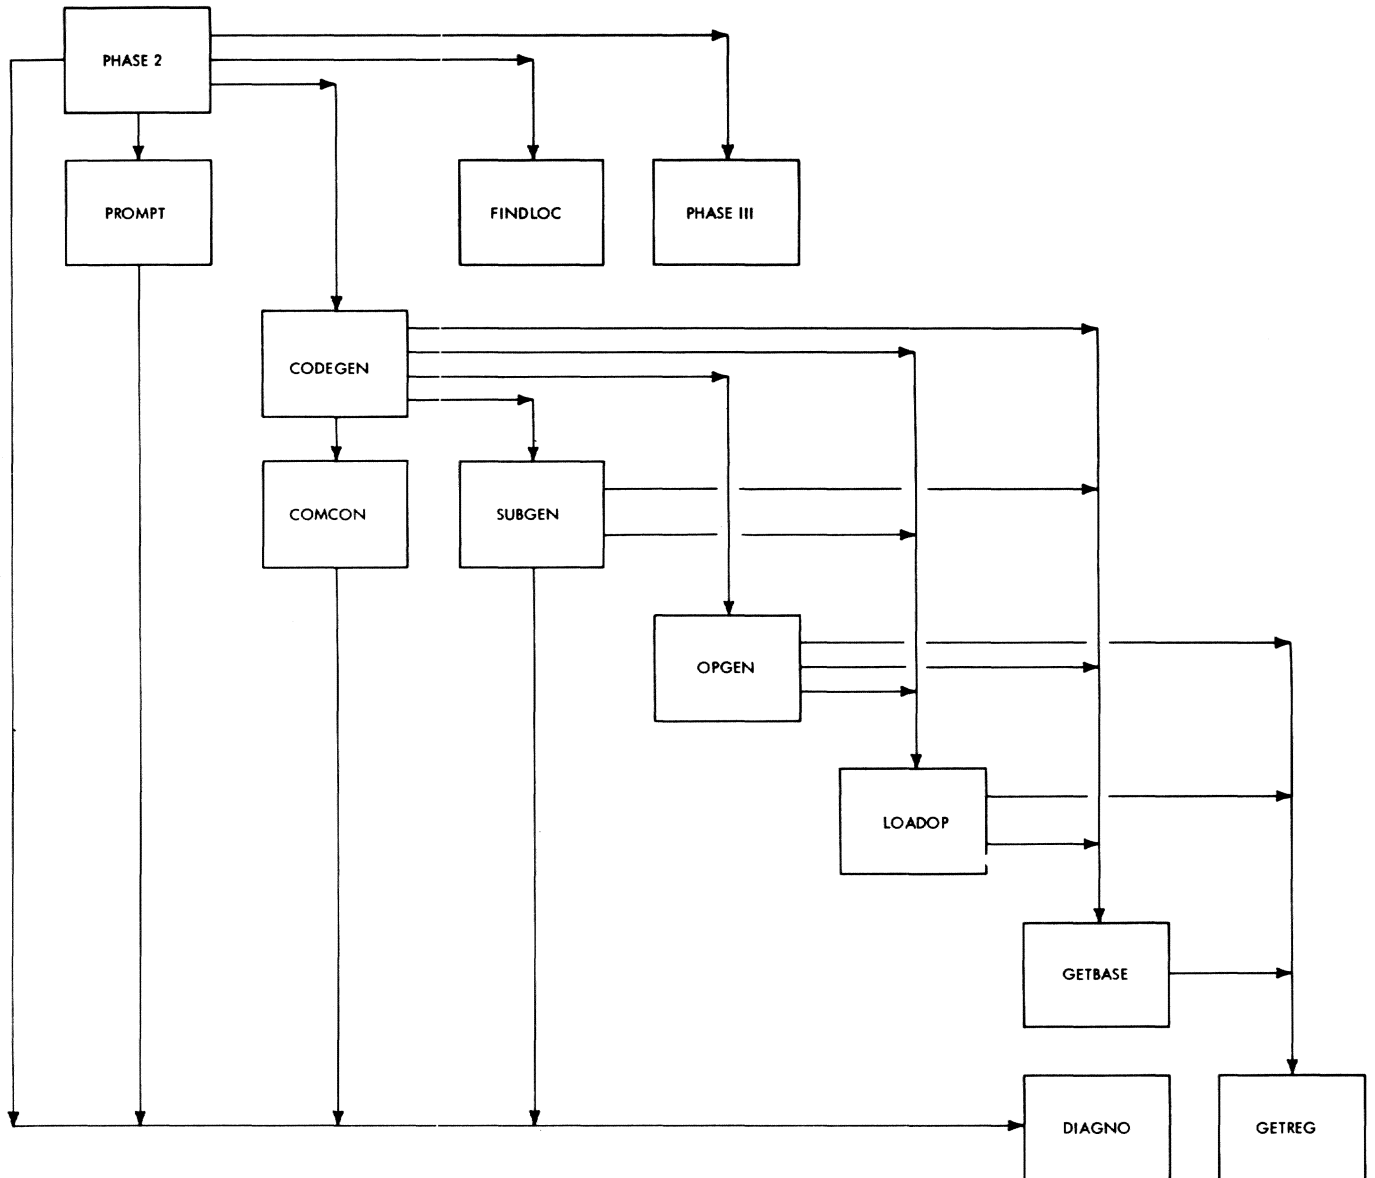 PHASE 2
PROMPT
FINDLOC
PHASE III
CODEGEN
COMCON
SUBGEN
OPGEN
LOADOP
GETBASE
DIAGNO
GETREG